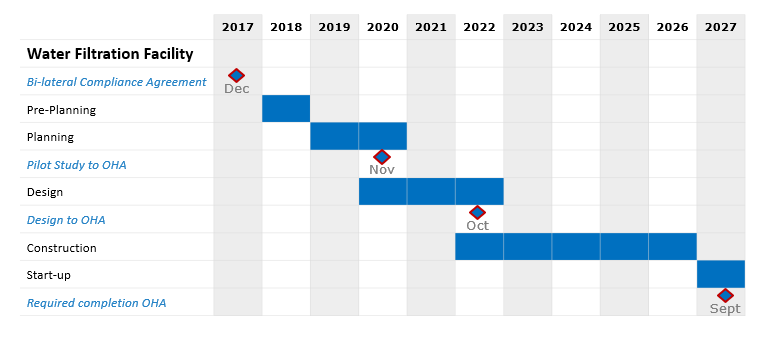 2017 2018 2019 2020 2021 2022 2023 2024 2025 2026 2027
Water Filtration Facility
Bi-lateral Compliance Agreement
Dec
Pre-Planning
Planning
Pilot Study to OHA
Nov
Design
Design to OHA
Oct
Construction
Start-up
Required completion OHA
Sept